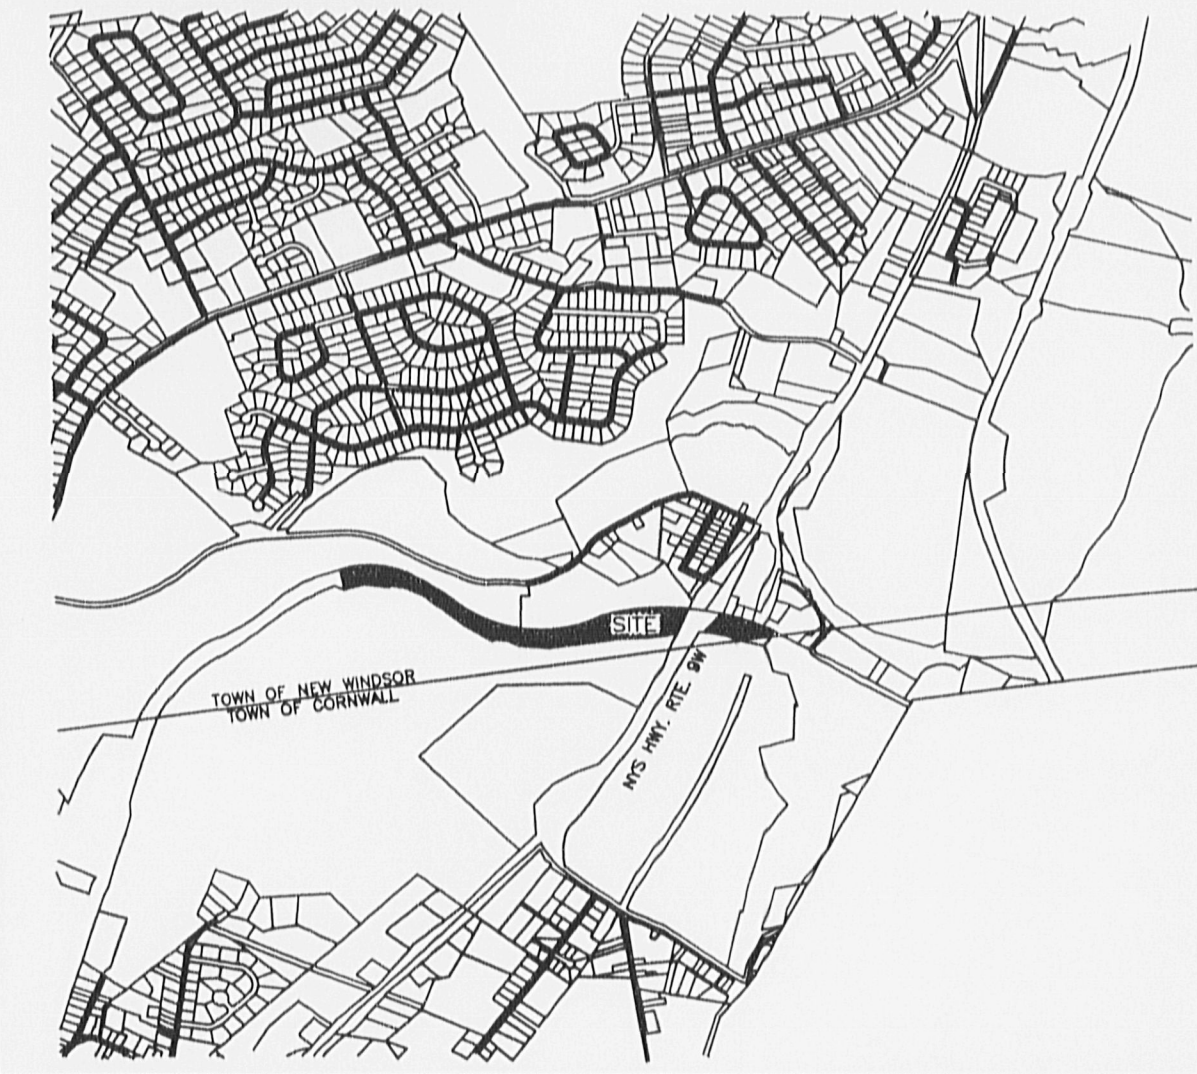 SITE
TOWN OF NEW WINDSOR
TOWN OF CORNWALL
NYS HWY. RTE. 9W